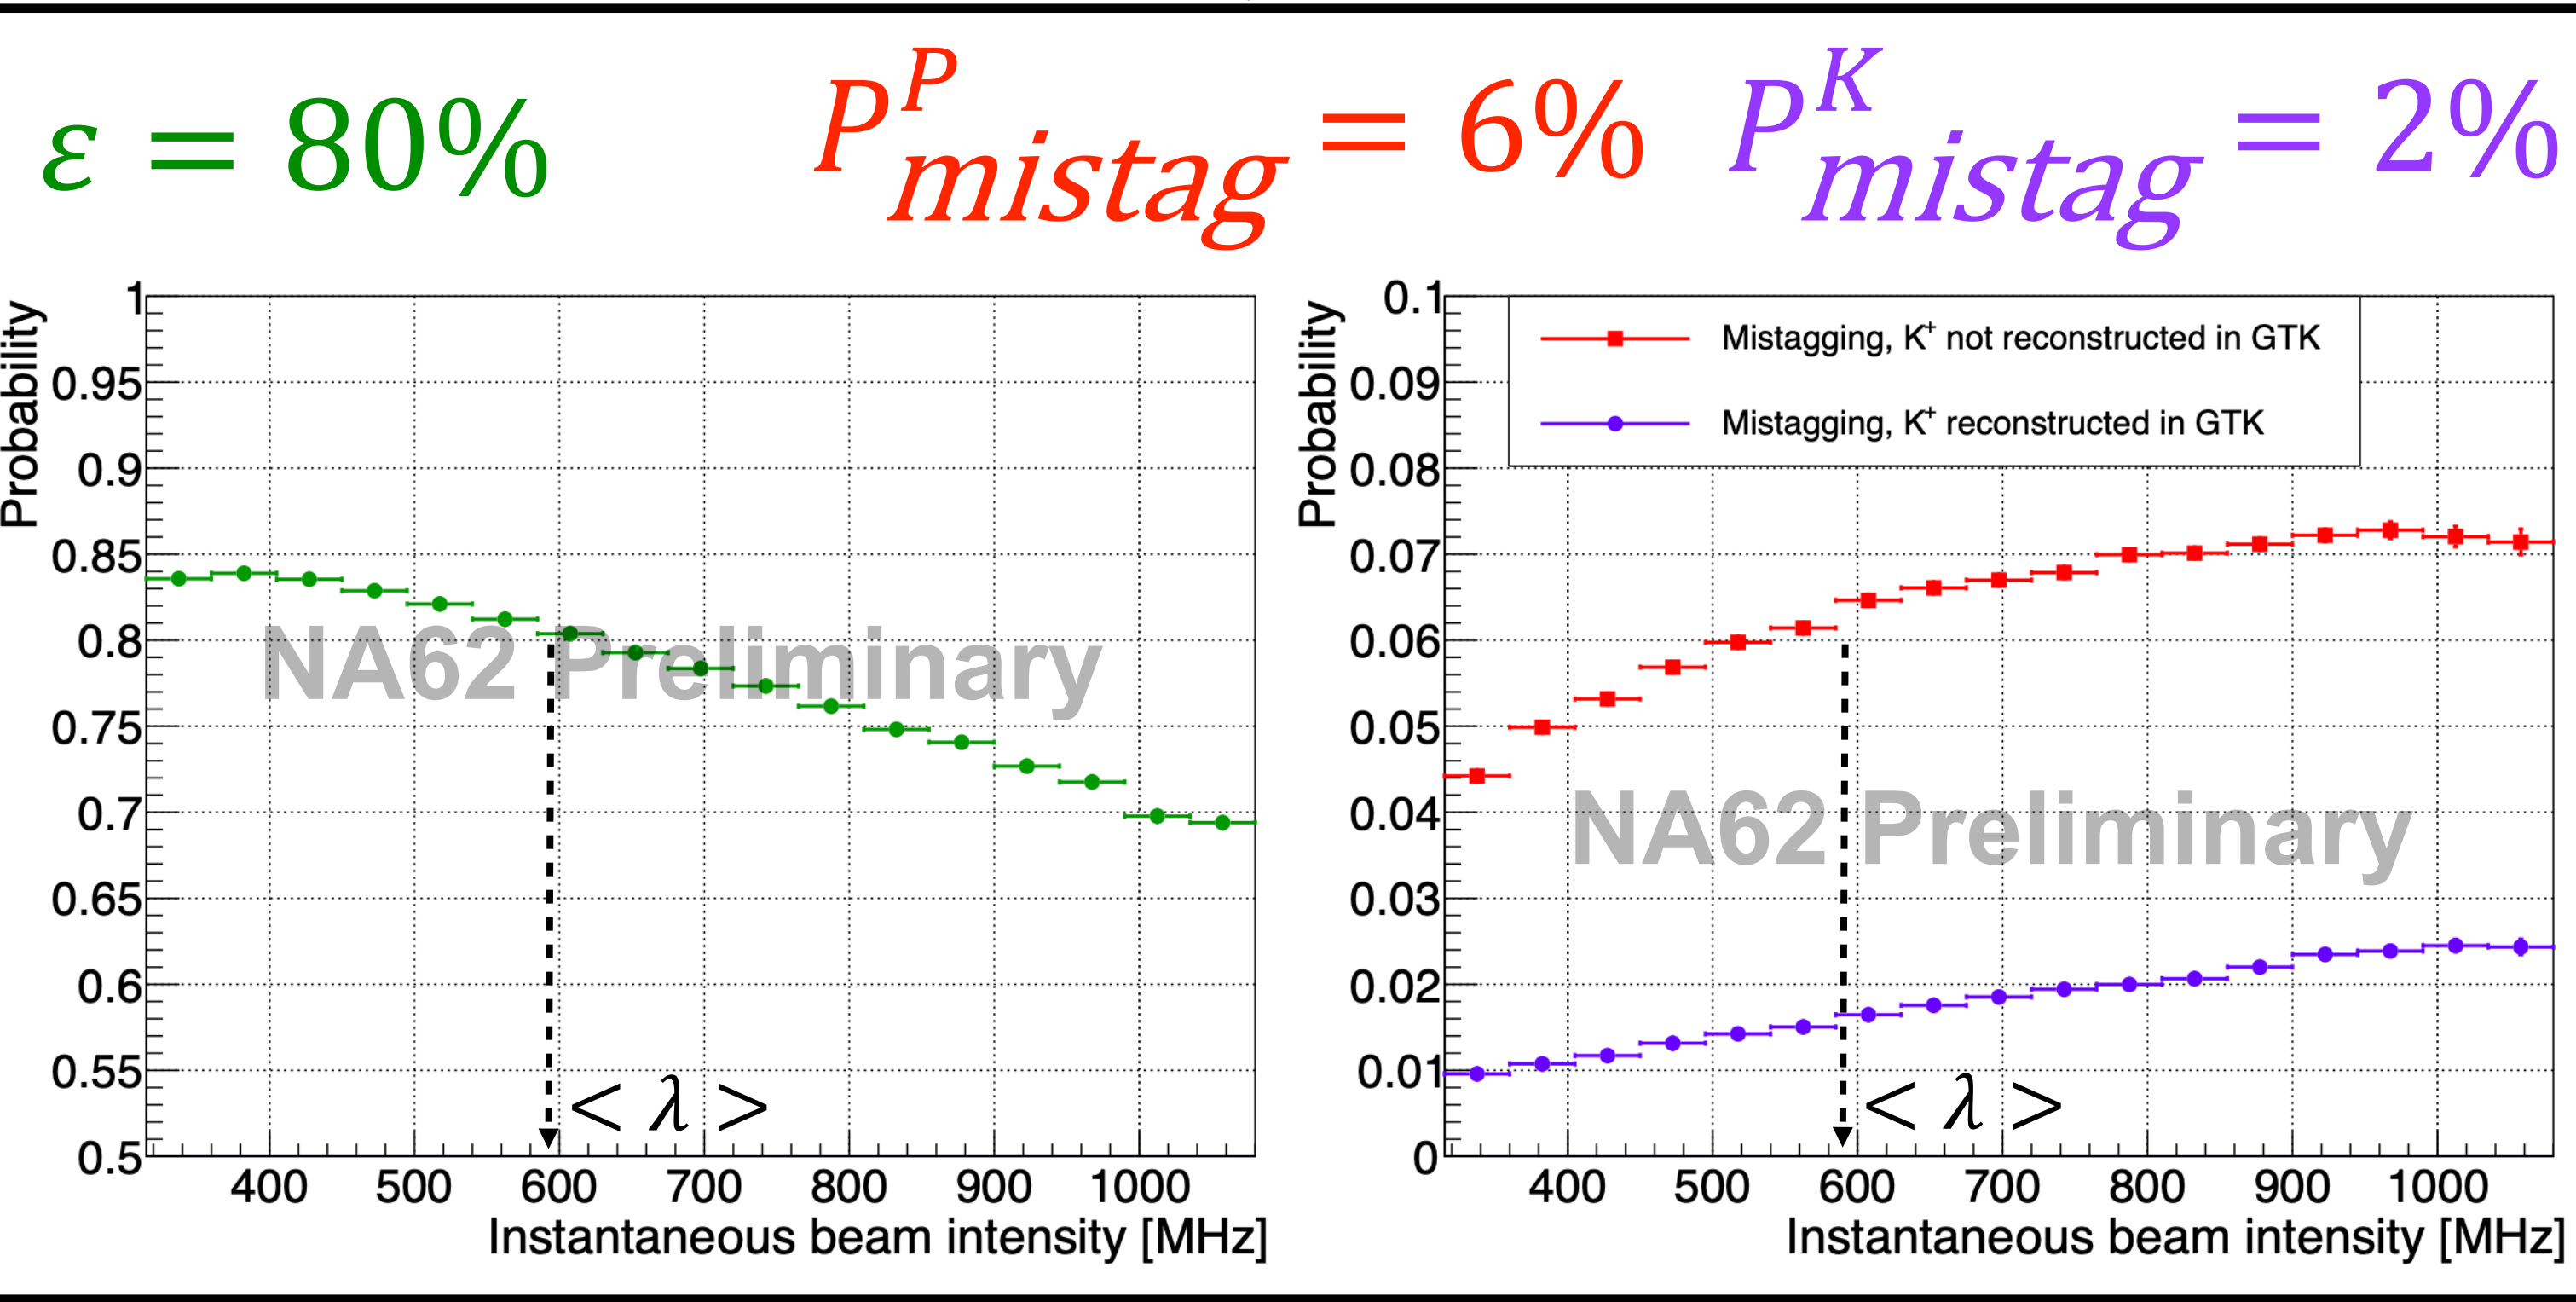 ε = 80%
P^P_mistag = 6%
P^K_mistag = 2%
Probability
1
0.95
0.9
0.85
0.8
0.75
0.7
0.65
0.6
0.55
0.5
NA62 Preliminary
< λ >
400 500 600 700 800 900 1000
Instantaneous beam intensity [MHz]
Probability
0.1
0.09
0.08
0.07
0.06
0.05
0.04
0.03
0.02
0.01
0
Mistagging, K⁺ not reconstructed in GTK
Mistagging, K⁺ reconstructed in GTK
NA62 Preliminary
< λ >
400 500 600 700 800 900 1000
Instantaneous beam intensity [MHz]